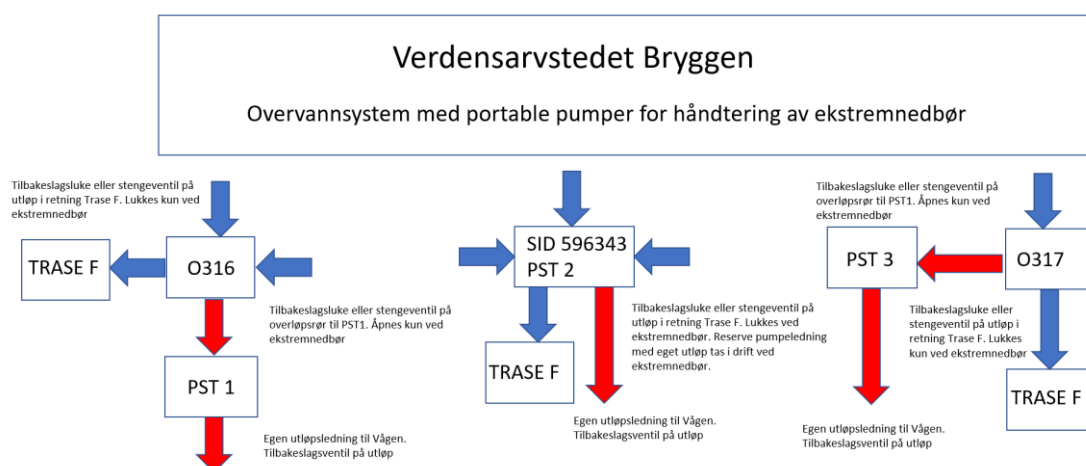 Verdensarvstedet Bryggen
Overvannsystem med portable pumper for håndtering av ekstremnedbør
Tilbakeslagsluke eller stengeventil på
utløp i retning Trase F. Lukkes kun ved
ekstremnedbør
TRASE F
O316
Tilbakeslagsluke eller stengeventil på
overløpsrør til PST1. Åpnes kun ved
ekstremnedbør
PST 1
Egen utløpsledning til Vågen.
Tilbakeslagsventil på utløp
SID 596343
PST 2
Tilbakeslagsluke eller stengeventil på
utløp i retning Trase F. Lukkes ved
ekstremnedbør. Reserve pumpeledning
med eget utløp tas i drift ved
ekstremnedbør.
TRASE F
Egen utløpsledning til Vågen.
Tilbakeslagsventil på utløp
Tilbakeslagsluke eller stengeventil på
overløpsrør til PST1. Åpnes kun ved
ekstremnedbør
PST 3
O317
Tilbakeslagsluke eller
stengeventil på utløp i
retning Trase F. Lukkes
kun ved ekstremnedbør
TRASE F
Egen utløpsledning til Vågen.
Tilbakeslagsventil på utløp